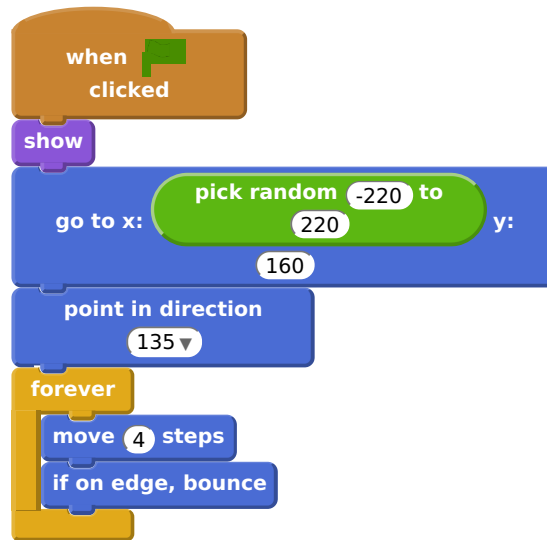 when
clicked
show
pick random -220 to
go to x: 220 y:
160
point in direction
135 ▼
forever
move 4 steps
if on edge, bounce